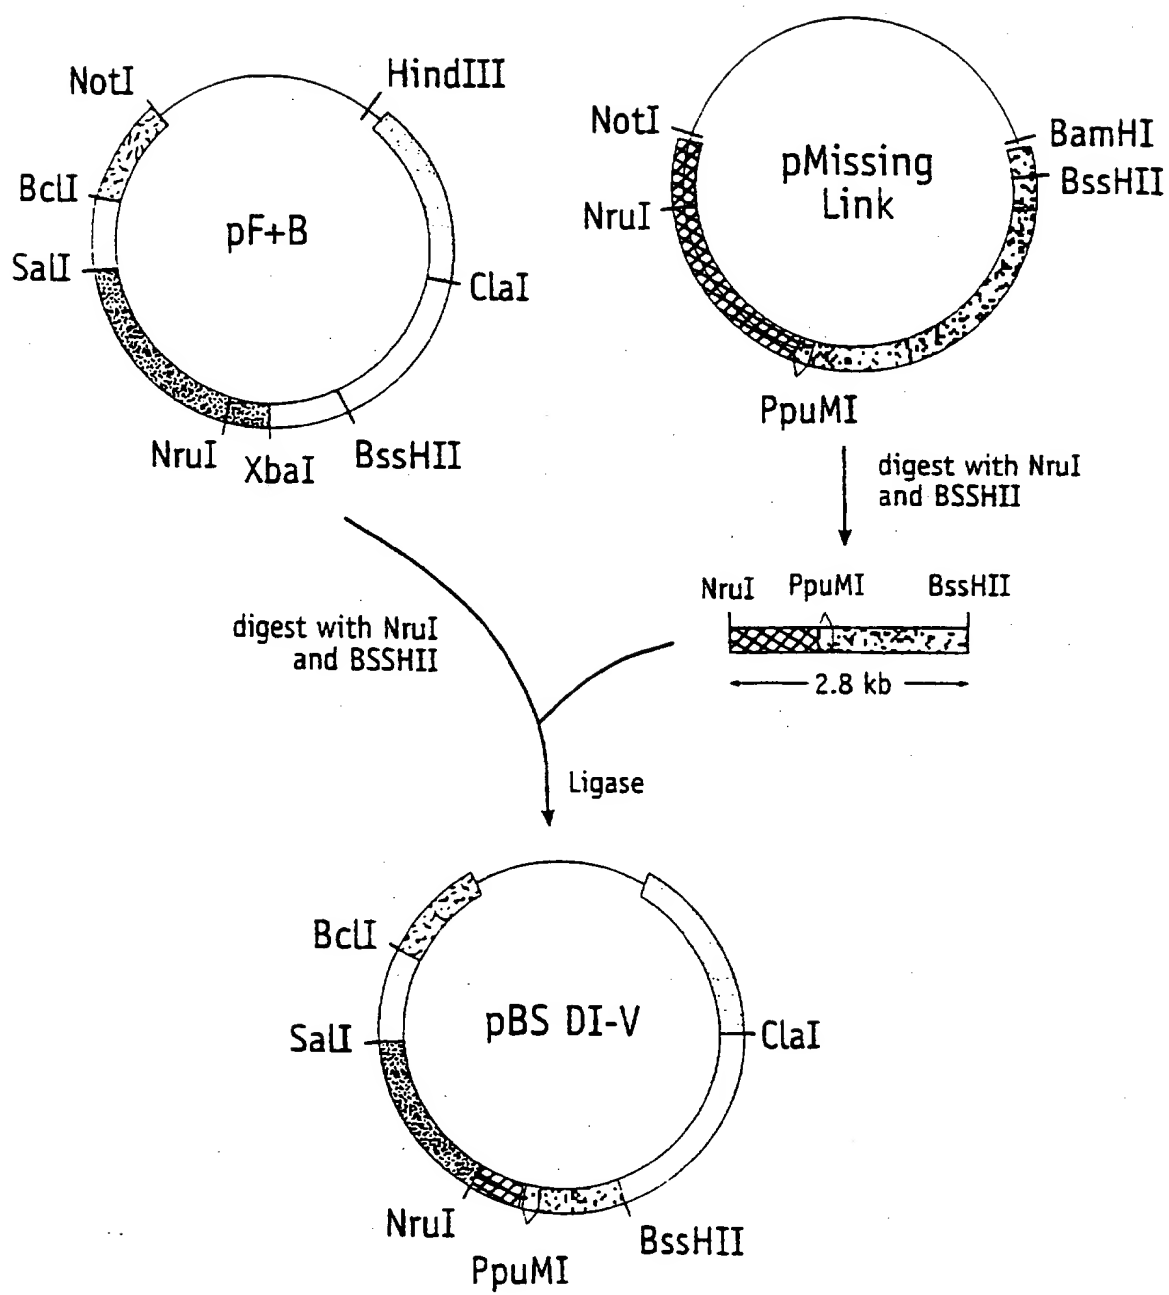 HindIII
NotI
BclI
pF+B
SalI
ClaI
NruI
XbaI
BssHII
NotI
BamHI
pMissing
Link
BssHII
NruI
PpuMI
digest with NruI
and BSSHII
NruI
PpuMI
BssHII
2.8 kb
digest with NruI
and BSSHII
Ligase
BclI
pBS DI-V
SalI
ClaI
NruI
BssHII
PpuMI